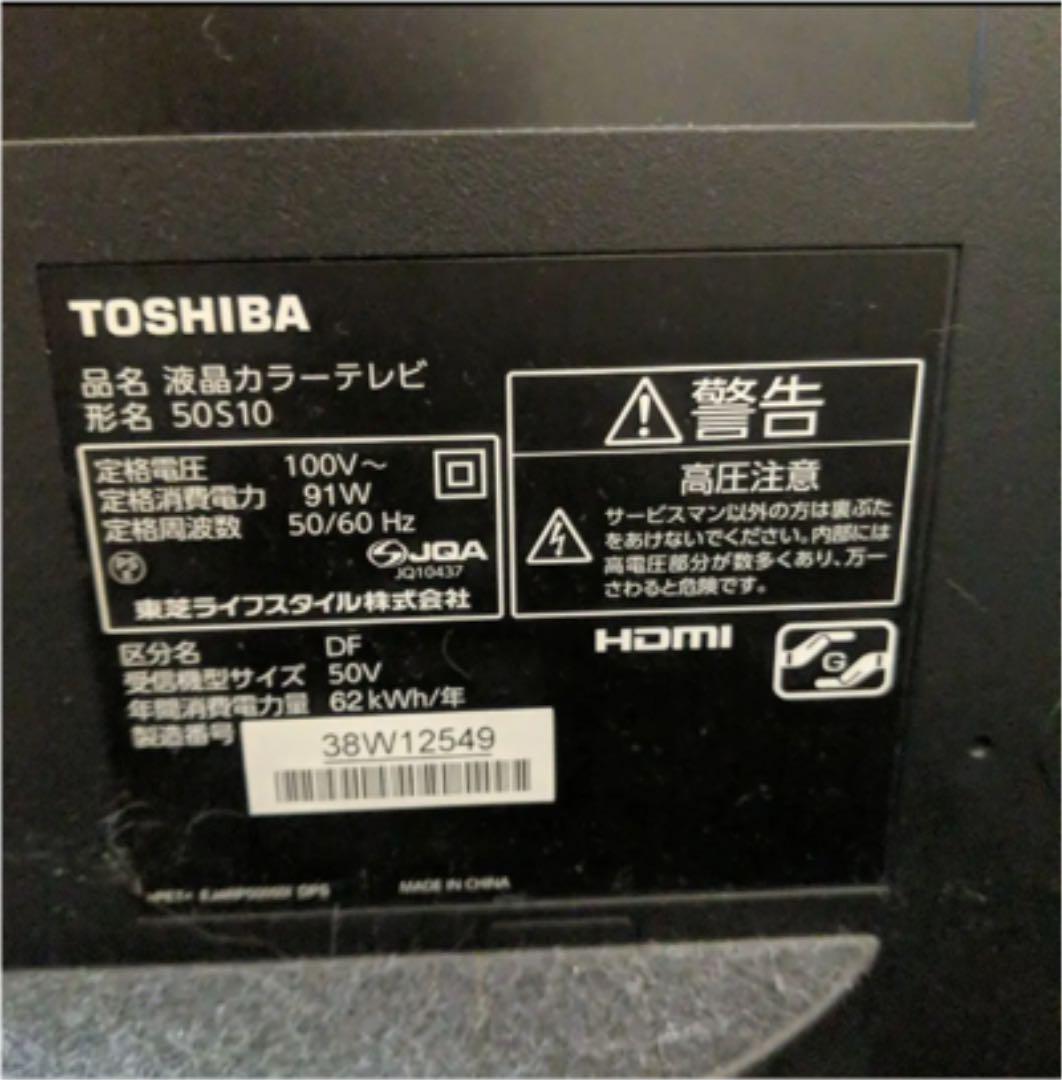 TOSHIBA
品名 液晶カラーテレビ
形名 50S10
定格電圧 100V～
定格消費電力 91W
定格周波数 50/60 Hz
PS
E
JQA
JQ10437
東芝ライフスタイル株式会社
警告
高圧注意
サービスマン以外の方は裏ぶた
をあけないでください。内部には
高電圧部分が数多くあり、万一
さわると危険です。
区分名 DF
受信機型サイズ 50V
年間消費電力量 62kWh/年
製造番号 38W12549
HDMI
G
MADE IN CHINA